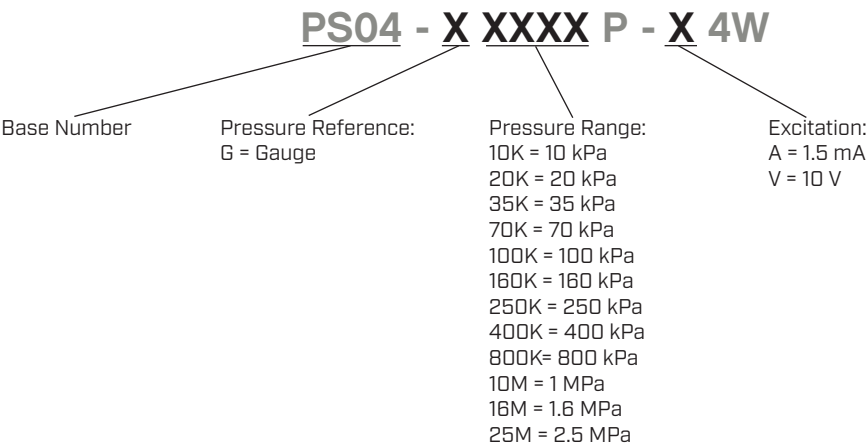 PS04 - X XXXX P - X 4W
Base Number
Pressure Reference:
G = Gauge
Pressure Range:
10K = 10 kPa
20K = 20 kPa
35K = 35 kPa
70K = 70 kPa
100K = 100 kPa
160K = 160 kPa
250K = 250 kPa
400K = 400 kPa
800K= 800 kPa
10M = 1 MPa
16M = 1.6 MPa
25M = 2.5 MPa
Excitation:
A = 1.5 mA
V = 10 V